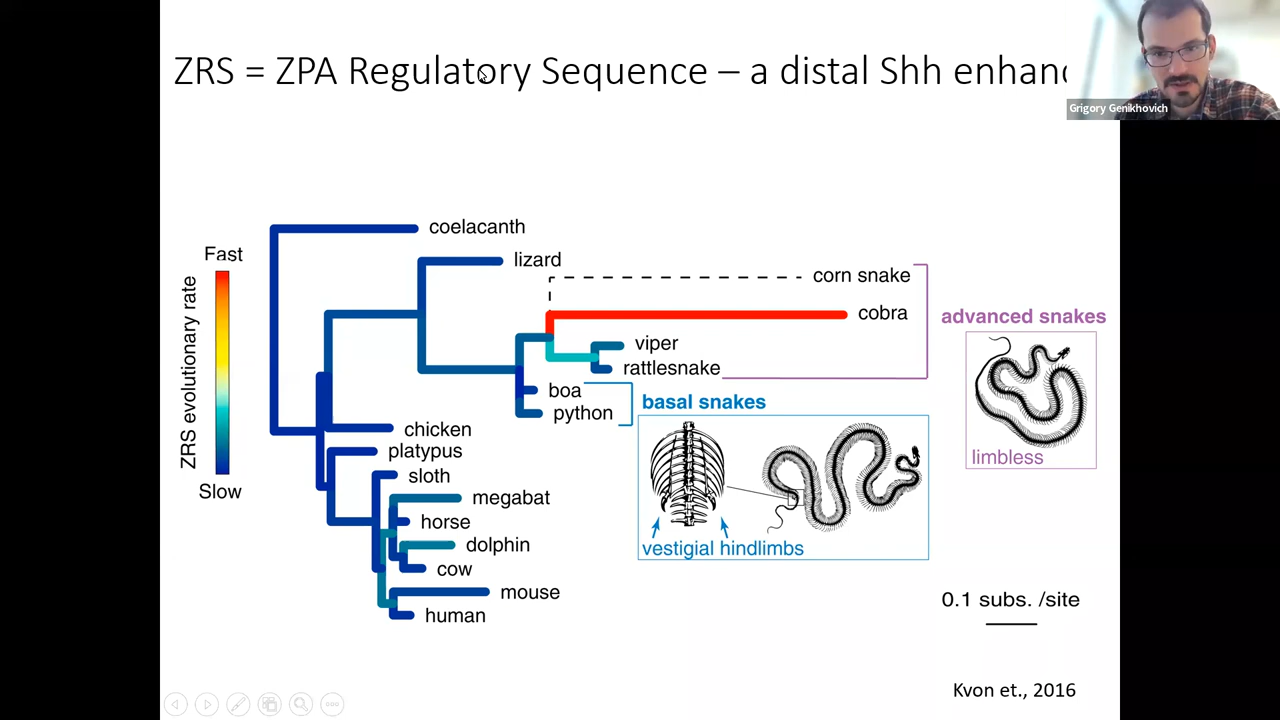 ZRS = ZPA Regulatory Sequence – a distal Shh enhanc
Grigory Genikhovich
coelacanth
Fast
lizard
corn snake
cobra
advanced snakes
viper
rattlesnake
boa
basal snakes
python
ZRS evolutionary rate
chicken
platypus
limbless
sloth
Slow
megabat
horse
dolphin
vestigial hindlimbs
cow
mouse
0.1 subs. /site
human
Kvon et., 2016